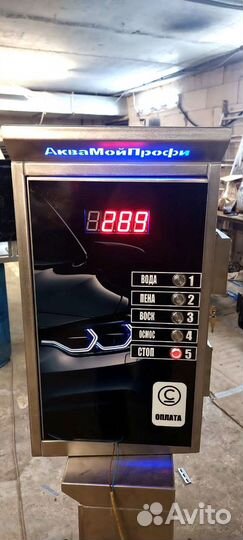 АкваМойПрофи
289
ВОДА 1
ПЕНА 2
ВОСК 3
ОСМОС 4
СТОП 5
С
ОПЛАТА
Avito